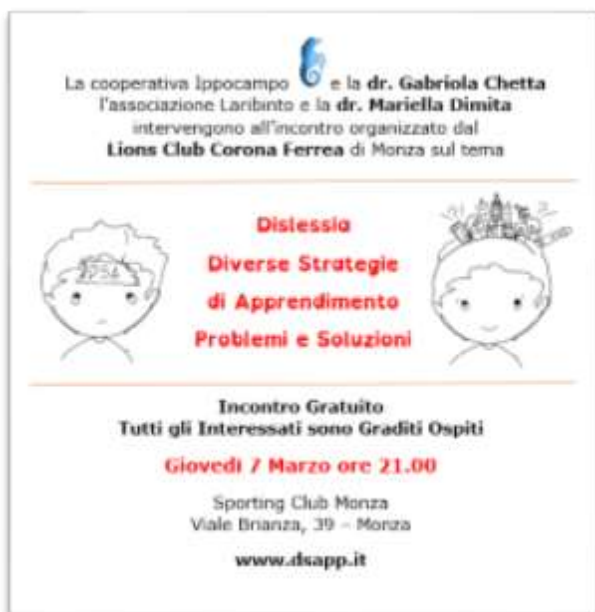 La cooperativa Ippocampo e la dr. Gabriola Chetta
l'associazione Laribinto e la dr. Mariella Dimita
intervengono all'incontro organizzato dal
Lions Club Corona Ferrea di Monza sul tema
Dislessia
Diverse Strategie
di Apprendimento
Problemi e Soluzioni
Incontro Gratuito
Tutti gli Interessati sono Graditi Ospiti
Giovedì 7 Marzo ore 21.00
Sporting Club Monza
Viale Brianza, 39 – Monza
www.dsapp.it